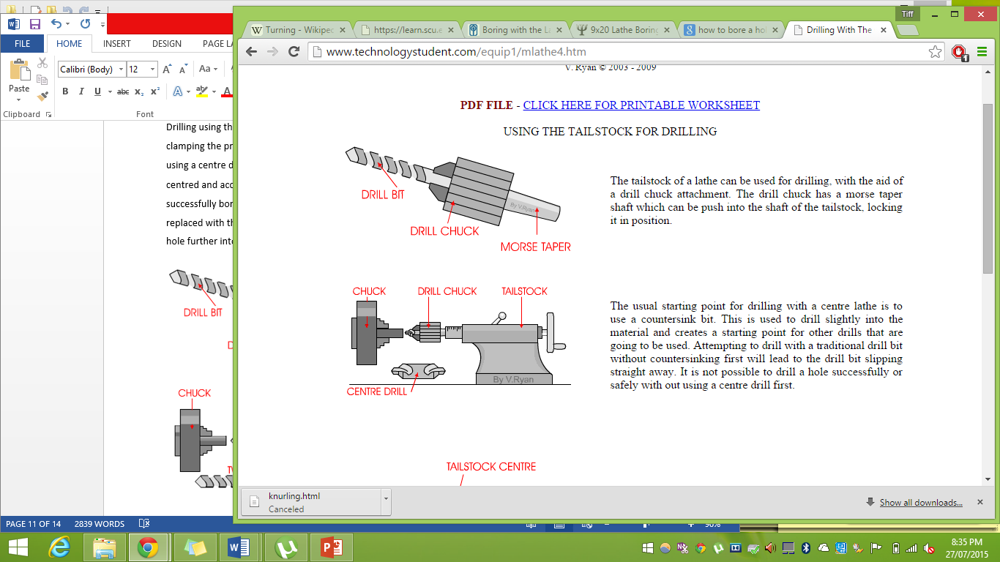 Tiff
Turning - Wikipec
https://learn.scu.e
Boring with the La
9x20 Lathe Boring
how to bore a ho
Drilling With The
www.technologystudent.com/equip1/mlathe4.htm
1
FILE
HOME
INSERT
DESIGN
PAGE LA
Paste
Calibri (Body)
12
Aa
B I U abc x₂ x² A ab A
Clipboard
Font
Drilling using th
clamping the pr
using a centre d
centred and acc
successfully bor
replaced with th
hole further int
DRILL BIT
D
CHUCK
V. Ryan © 2003 - 2009
PDF FILE - CLICK HERE FOR PRINTABLE WORKSHEET
USING THE TAILSTOCK FOR DRILLING
DRILL BIT
By V.Ryan
DRILL CHUCK
MORSE TAPER
The tailstock of a lathe can be used for drilling, with the aid of
a drill chuck attachment. The drill chuck has a morse taper
shaft which can be push into the shaft of the tailstock, locking
it in position.
CHUCK
DRILL CHUCK
TAILSTOCK
By V.Ryan
CENTRE DRILL
The usual starting point for drilling with a centre lathe is to
use a countersink bit. This is used to drill slightly into the
material and creates a starting point for other drills that are
going to be used. Attempting to drill with a traditional drill bit
without countersinking first will lead to the drill bit slipping
straight away. It is not possible to drill a hole successfully or
safely with out using a centre drill first.
TAILSTOCK CENTRE
knurling.html
Canceled
Show all downloads...
PAGE 11 OF 14
2839 WORDS
90%
8:35 PM
27/07/2015